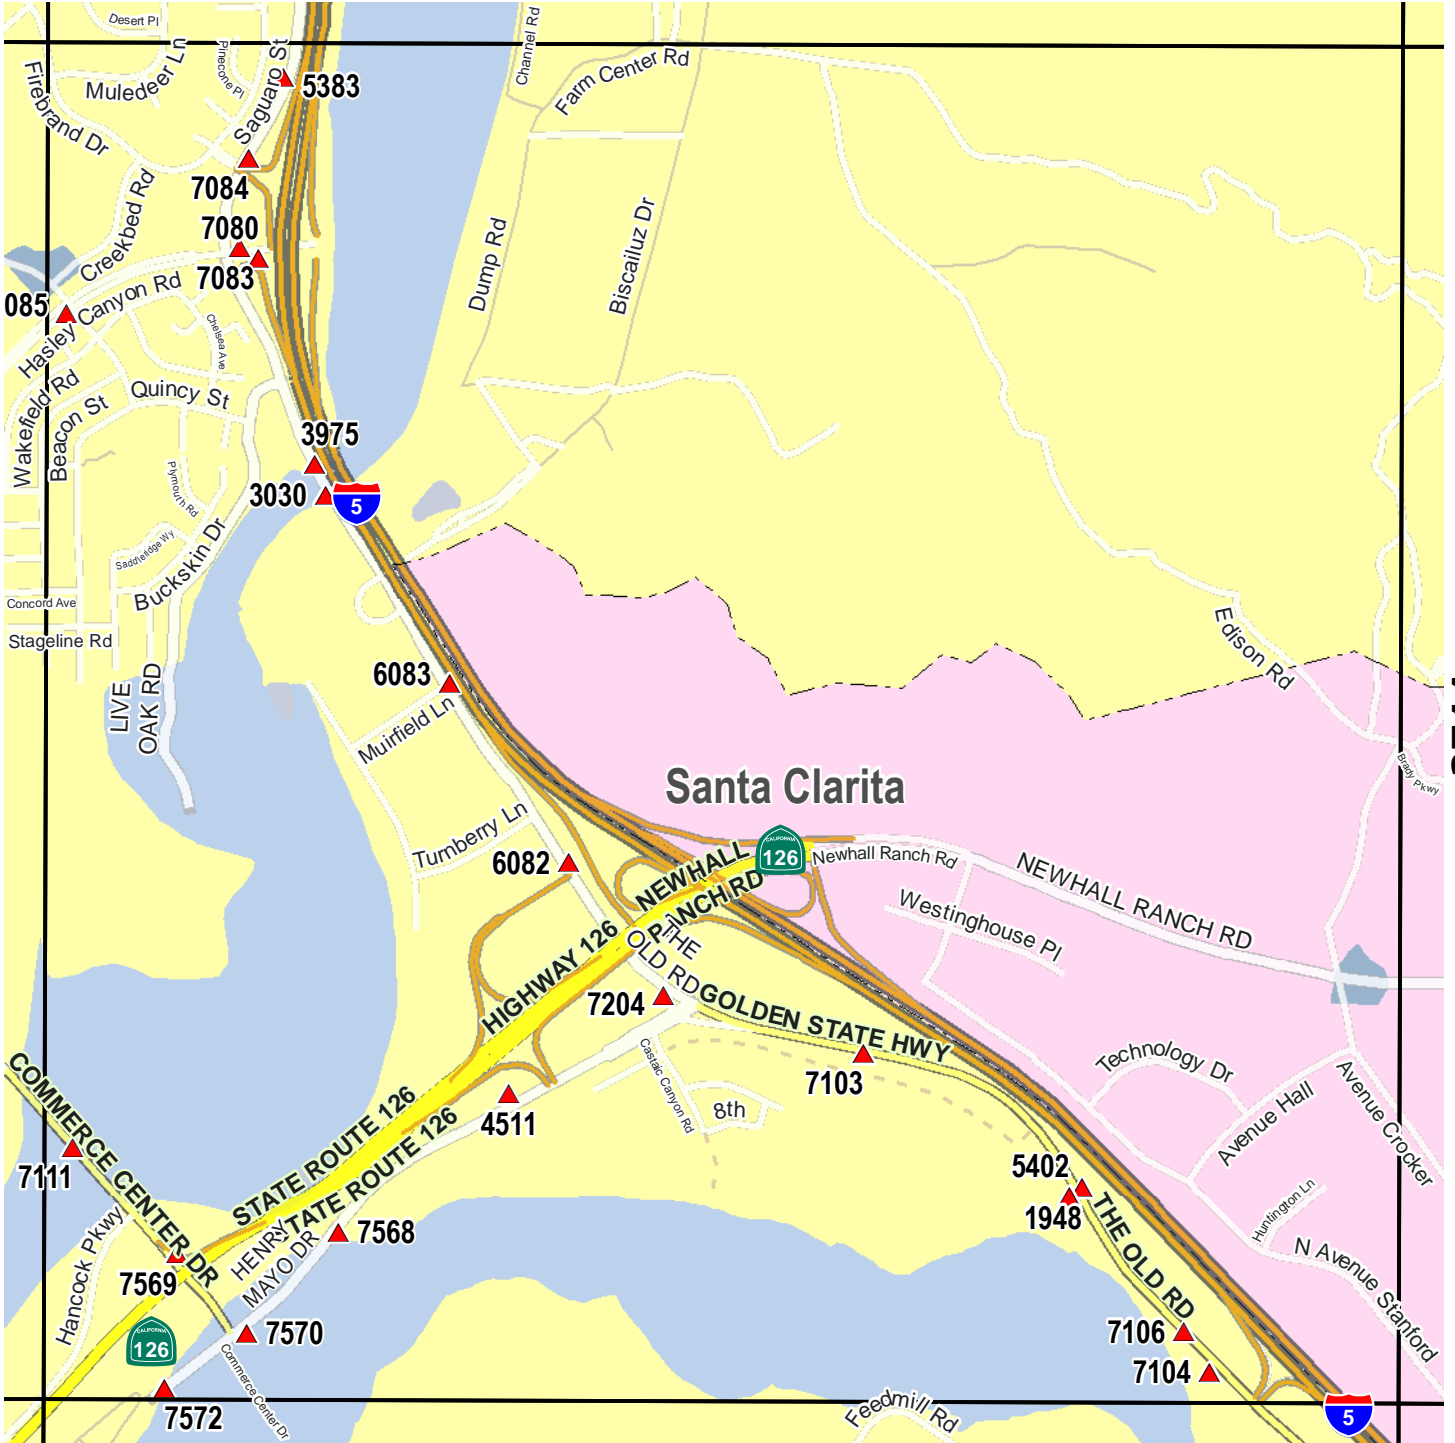 Desert Pl
Channel Rd
Muledeer Ln
Pinecone Pl
Saguaro St
5383
Farm Center Rd
Firebrand Dr
7084
Creekbed Rd
7080
7083
Dump Rd
Biscailuz Dr
085
Hasley Canyon Rd
Chelsea Ave
Wakefield Rd
Beacon St
Quincy St
3975
Plymouth Rd
3030
5
Saddleridge Wy
Buckskin Dr
Concord Ave
Stageline Rd
Edison Rd
6083
LIVE
OAK RD
Muirfield Ln
Santa Clarita
Brady Pkwy
Turnberry Ln
6082
NEWHALL
RANCH RD
CALIFORNIA
126
Newhall Ranch Rd
NEWHALL RANCH RD
Westinghouse Pl
HIGHWAY 126
THE
OLD RD
7204
GOLDEN STATE HWY
7103
Castaic Canyon Rd
8th
Technology Dr
Avenue Hall
Avenue Crocker
COMMERCE CENTER DR
4511
7111
STATE ROUTE 126
STATE ROUTE 126
5402
1948
THE OLD RD
Huntington Ln
N Avenue Stanford
Hancock Pkwy
7568
HENRY
MAYO DR
7569
CALIFORNIA
126
7570
Commerce Center Dr
7572
7106
7104
Feedmill Rd
5